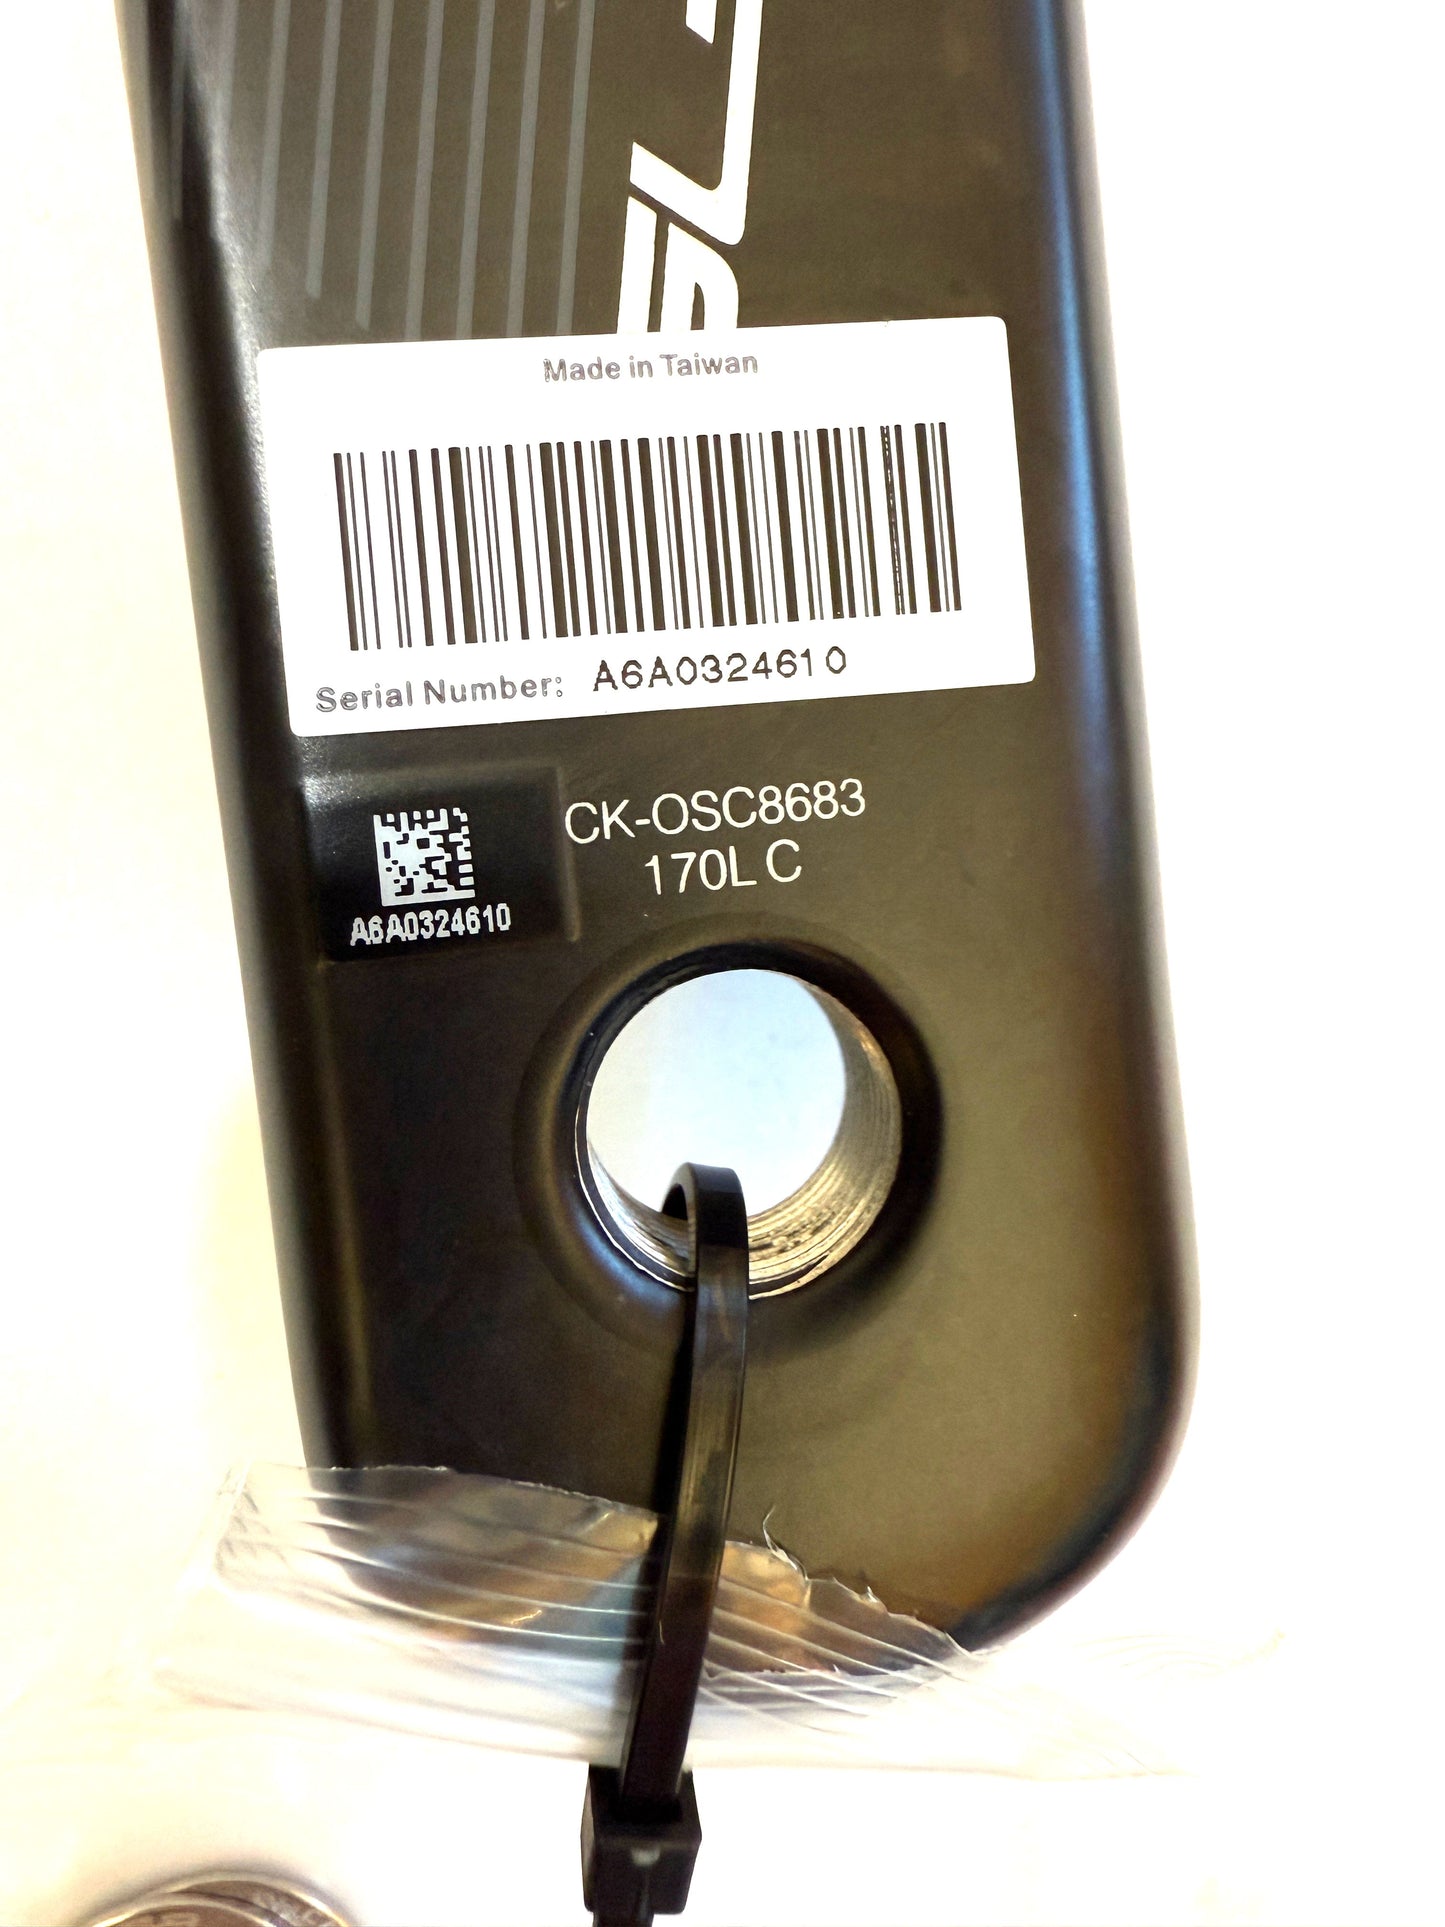 Made in Taiwan
Serial Number: A6A0324610
CK-OSC8683
170L C
A6A0324610